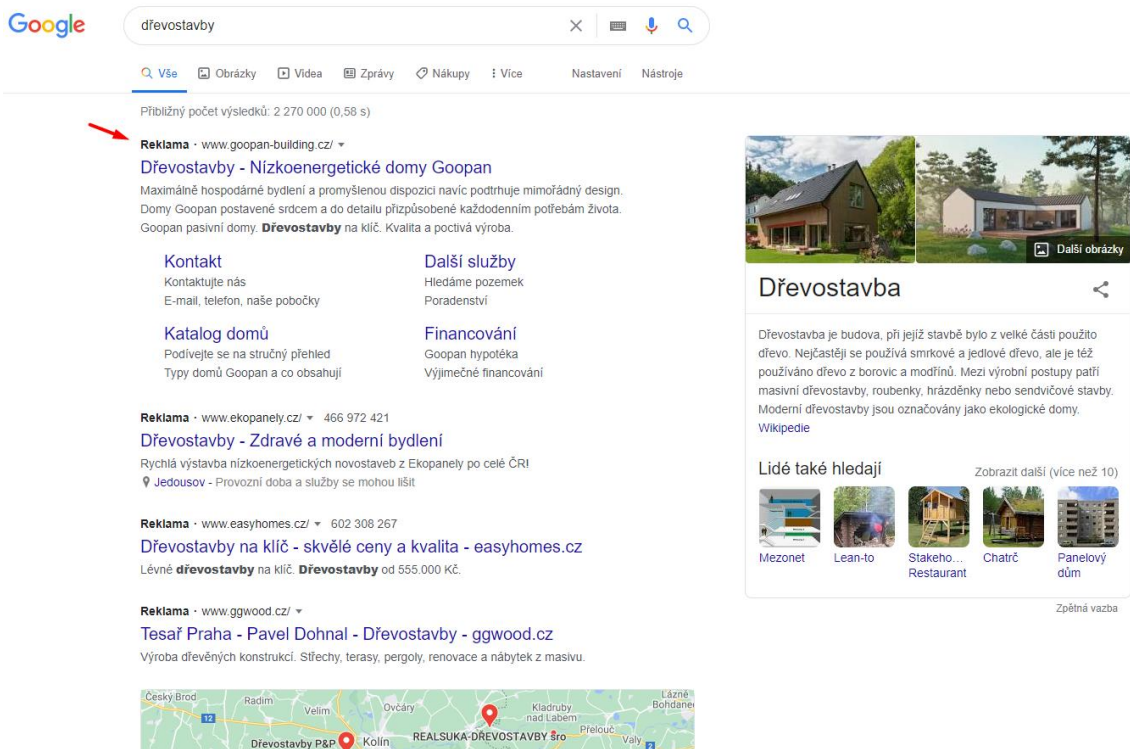 Google
dřevostavby
Vše
Obrázky
Videa
Zprávy
Nákupy
Více
Nastavení
Nástroje
Přibližný počet výsledků: 2 270 000 (0,58 s)
Reklama · www.goopan-building.cz/
Dřevostavby - Nízkoenergetické domy Goopan
Maximálně hospodárné bydlení a promyšlenou dispozici navíc podtrhuje mimořádný design.
Domy Goopan postavené srdcem a do detailu přizpůsobené každodenním potřebám života.
Goopan pasivní domy. Dřevostavby na klíč. Kvalita a poctivá výroba.
Kontakt
Kontaktujte nás
E-mail, telefon, naše pobočky
Další služby
Hledáme pozemek
Poradenství
Katalog domů
Podívejte se na stručný přehled
Typy domů Goopan a co obsahují
Financování
Goopan hypotéka
Výjimečné financování
Reklama · www.ekopanely.cz/ 466 972 421
Dřevostavby - Zdravé a moderní bydlení
Rychlá výstavba nízkoenergetických novostaveb z Ekopanely po celé ČR!
Jedousov - Provozní doba a služby se mohou lišit
Reklama · www.easyhomes.cz/ 602 308 267
Dřevostavby na klíč - skvělé ceny a kvalita - easyhomes.cz
Lévné dřevostavby na klíč. Dřevostavby od 555.000 Kč.
Reklama · www.ggwood.cz/
Tesař Praha - Pavel Dohnal - Dřevostavby - ggwood.cz
Výroba dřevěných konstrukcí. Střechy, terasy, pergoly, renovace a nábytek z masivu.
Český Brod
Radim
Velim
Ovčáry
Kladruby
nad Labem
Lázně
12
Přelouč
Valy
2
Dřevostavby P&P
Kolín
REALSUKA-DŘEVOSTAVBY sro
Další obrázky
Dřevostavba
Dřevostavba je budova, při jejíž stavbě bylo z velké části použito
dřevo. Nejčastěji se používá smrkové a jedlové dřevo, ale je též
používáno dřevo z borovic a modřínů. Mezi výrobní postupy patří
masivní dřevostavby, roubenky, hrázděnky nebo sendvičové stavby.
Moderní dřevostavby jsou označovány jako ekologické domy.
Wikipedie
Lidé také hledají
Zobrazit další (více než 10)
Mezonet
Lean-to
Stakeho...
Restaurant
Chatrč
Panelový
dům
Zpětná vazba